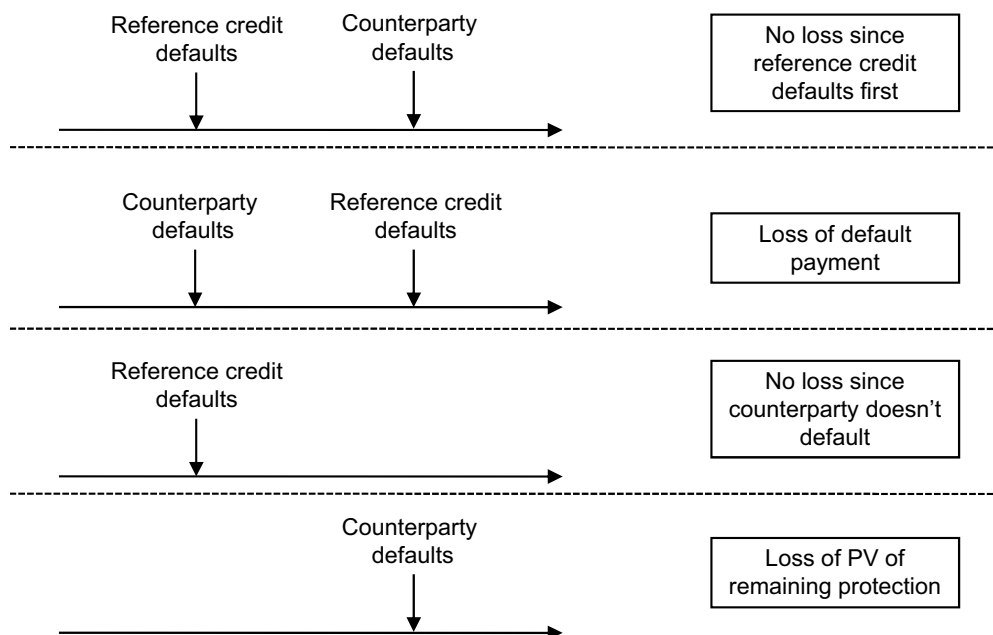 Reference credit
defaults
Counterparty
defaults
No loss since
reference credit
defaults first
Counterparty
defaults
Reference credit
defaults
Loss of default
payment
Reference credit
defaults
No loss since
counterparty doesn’t
default
Counterparty
defaults
Loss of PV of
remaining protection